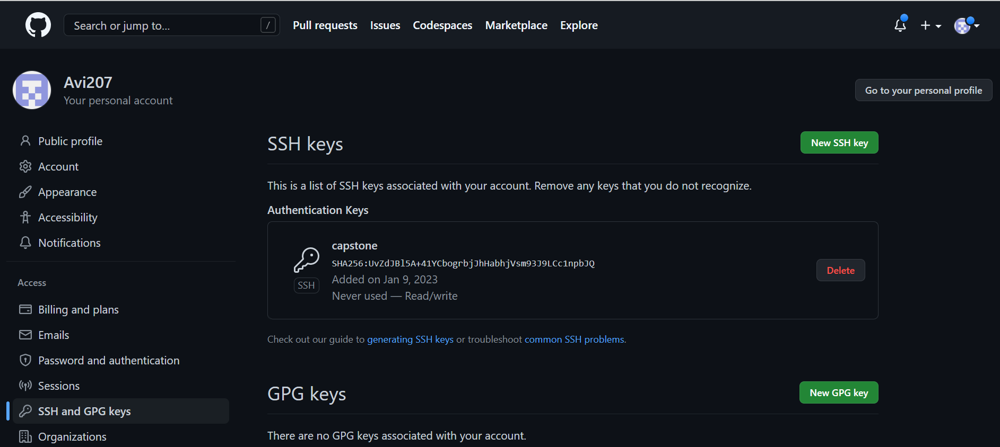 Search or jump to... /
Pull requests Issues Codespaces Marketplace Explore
Avi207
Your personal account
Go to your personal profile
Public profile
Account
Appearance
Accessibility
Notifications
Access
Billing and plans
Emails
Password and authentication
Sessions
SSH and GPG keys
Organizations
SSH keys
New SSH key
This is a list of SSH keys associated with your account. Remove any keys that you do not recognize.
Authentication Keys
SSH
capstone
SHA256:UvZdJBl5A+41YCbogrbjJhHabhjVsm93J9LCc1npbJQ
Added on Jan 9, 2023
Never used — Read/write
Delete
Check out our guide to generating SSH keys or troubleshoot common SSH problems.
GPG keys
New GPG key
There are no GPG keys associated with your account.